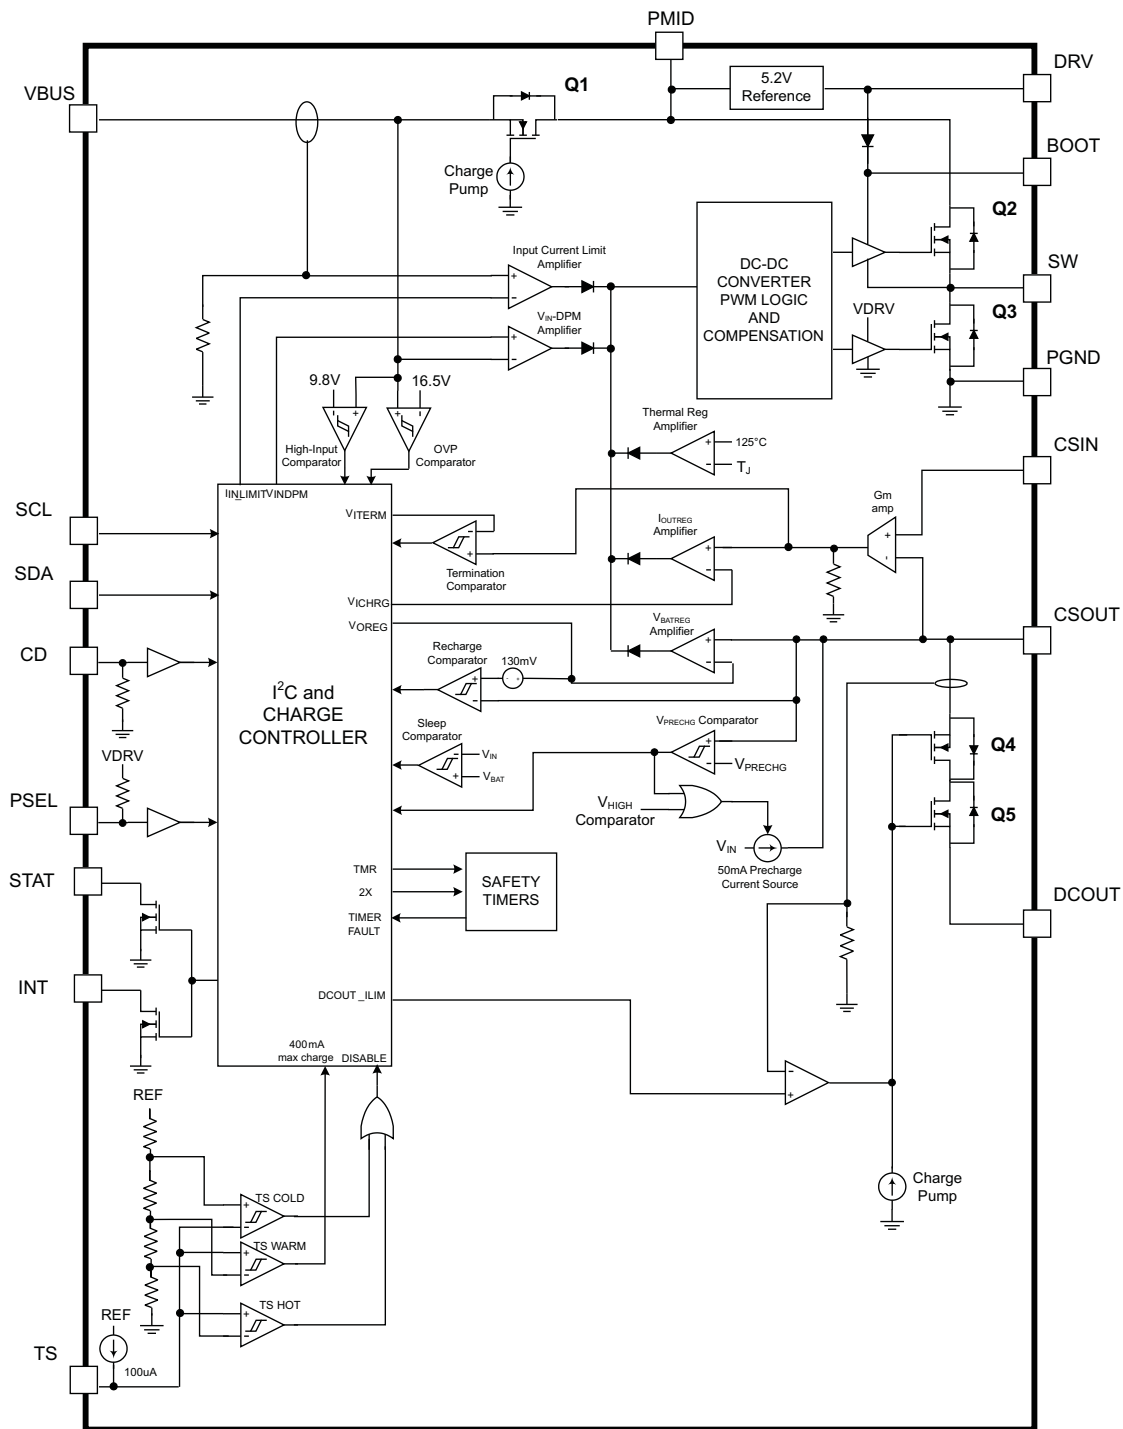 PMID
DRV
5.2V
Reference
Q1
VBUS
BOOT
Charge
Pump
Q2
Input Current Limit
Amplifier
DC-DC
CONVERTER
PWM LOGIC
AND
COMPENSATION
SW
VDRV
Q3
VIN-DPM
Amplifier
PGND
9.8V
16.5V
Thermal Reg
Amplifier
125°C
TJ
High-Input
Comparator
OVP
Comparator
CSIN
IIN_LIMIT
VINDPM
Gm
amp
SCL
VITERM
IOUTREG
Amplifier
Termination
Comparator
SDA
VICHRG
VOREG
VBATREG
Amplifier
CSOUT
CD
Recharge
Comparator
130mV
I2C and
CHARGE
CONTROLLER
Sleep
Comparator
VIN
VBAT
VPRECHG Comparator
VPRECHG
Q4
VDRV
PSEL
VHIGH
Comparator
Q5
VIN
50mA Precharge
Current Source
STAT
TMR
2X
TIMER
FAULT
SAFETY
TIMERS
DCOUT
INT
DCOUT_ILIM
400mA
max charge
DISABLE
REF
TS COLD
TS WARM
TS HOT
Charge
Pump
REF
TS
100uA
+
-
+
-
+
-
+
-
+
-
+
-
+
-
+
-
+
-
+
-
+
-
+
-
+
-
+
-
+
-
+
-
+
-